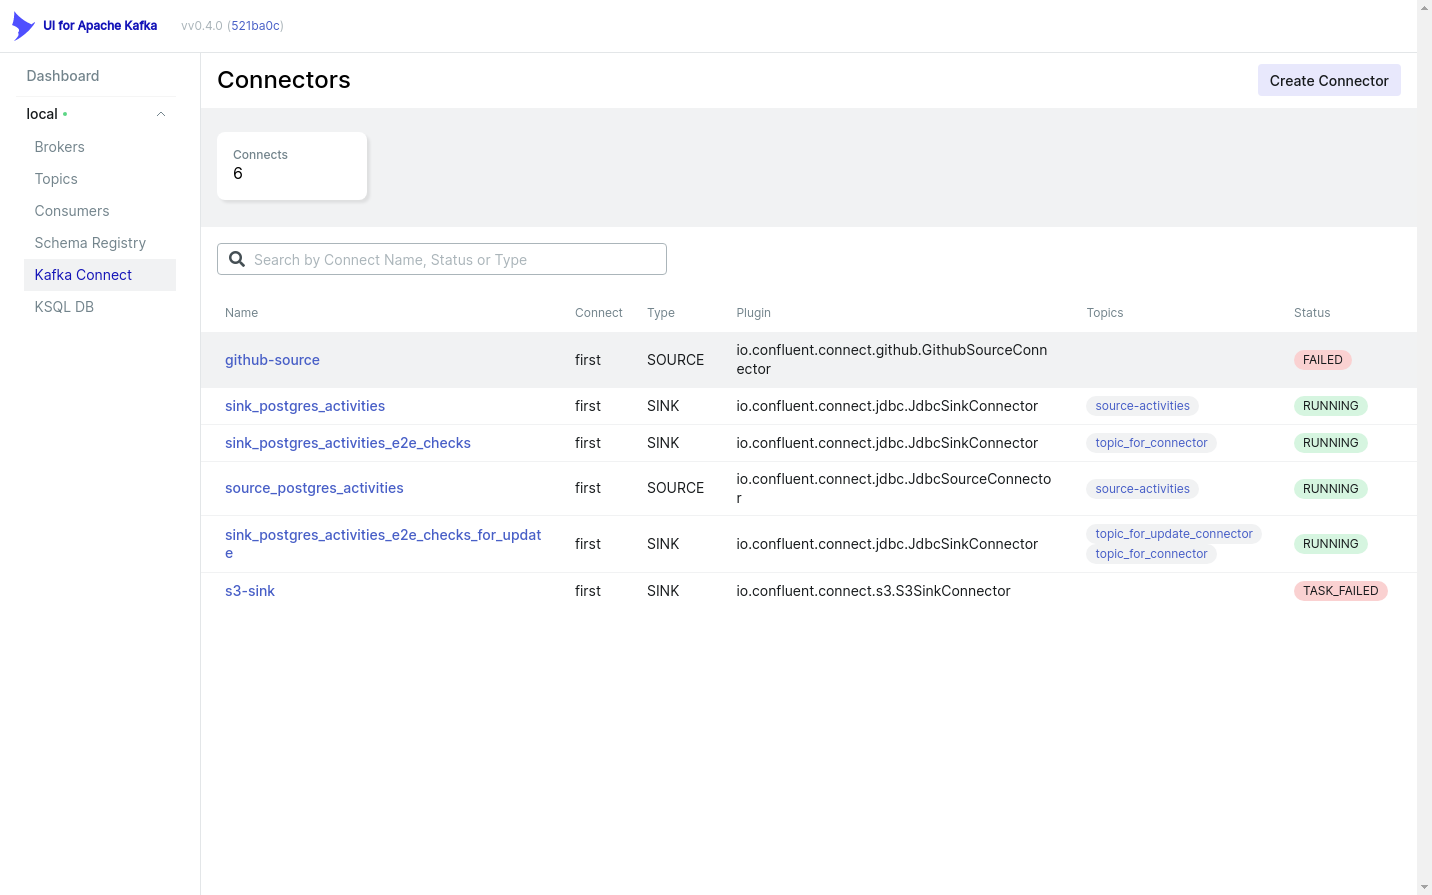 UI for Apache Kafka vv0.4.0 (521ba0c)
Dashboard
local
Brokers
Topics
Consumers
Schema Registry
Kafka Connect
KSQL DB
Connectors
Create Connector
Connects
6
Search by Connect Name, Status or Type
Name Connect Type Plugin Topics Status
github-source first SOURCE io.confluent.connect.github.GithubSourceConn
ector FAILED
sink_postgres_activities first SINK io.confluent.connect.jdbc.JdbcSinkConnector source-activities RUNNING
sink_postgres_activities_e2e_checks first SINK io.confluent.connect.jdbc.JdbcSinkConnector topic_for_connector RUNNING
source_postgres_activities first SOURCE io.confluent.connect.jdbc.JdbcSourceConnecto
r source-activities RUNNING
sink_postgres_activities_e2e_checks_for_updat
e first SINK io.confluent.connect.jdbc.JdbcSinkConnector topic_for_update_connector
topic_for_connector RUNNING
s3-sink first SINK io.confluent.connect.s3.S3SinkConnector TASK_FAILED